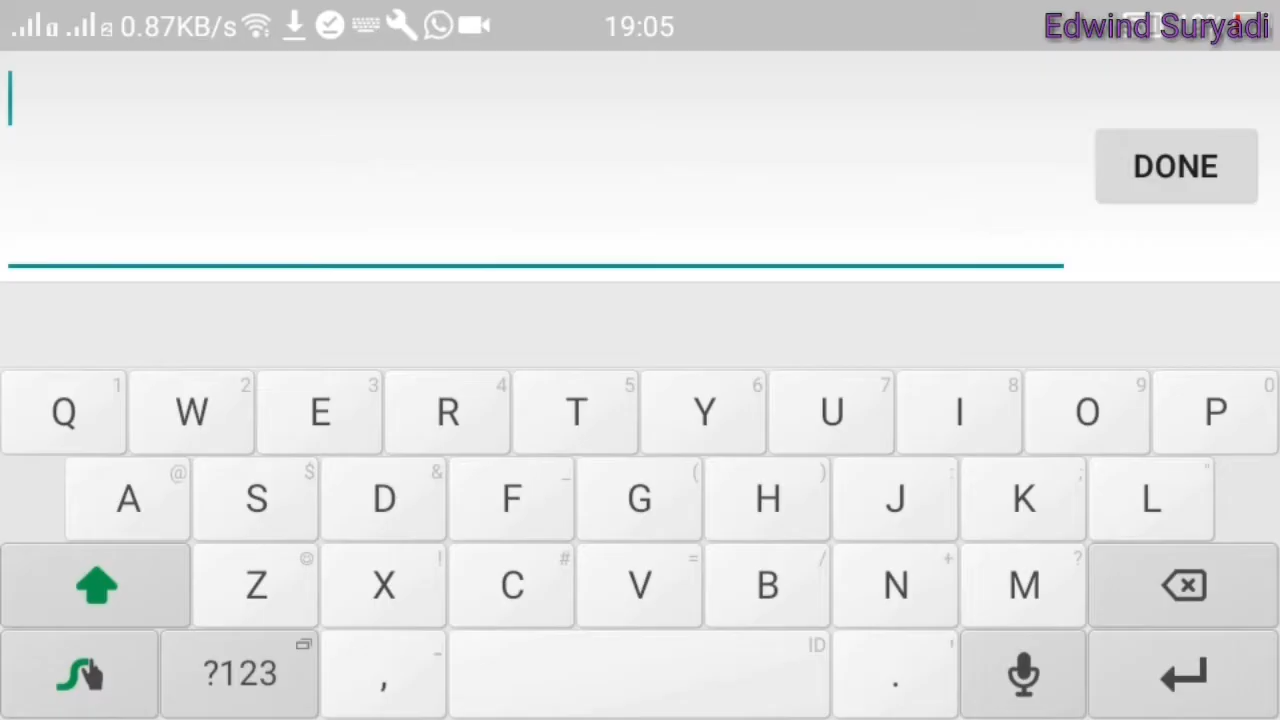 0.87KB/s 19:05 Edwind Suryadi
DONE
Q 1 W 2 E 3 R 4 T 5 Y 6 U 7 I 8 O 9 P 0
A @ S $ D & F _ G ( H ) J : K ; L "
Z X ! C # V = B / N + M ?
?123 , - ID . '